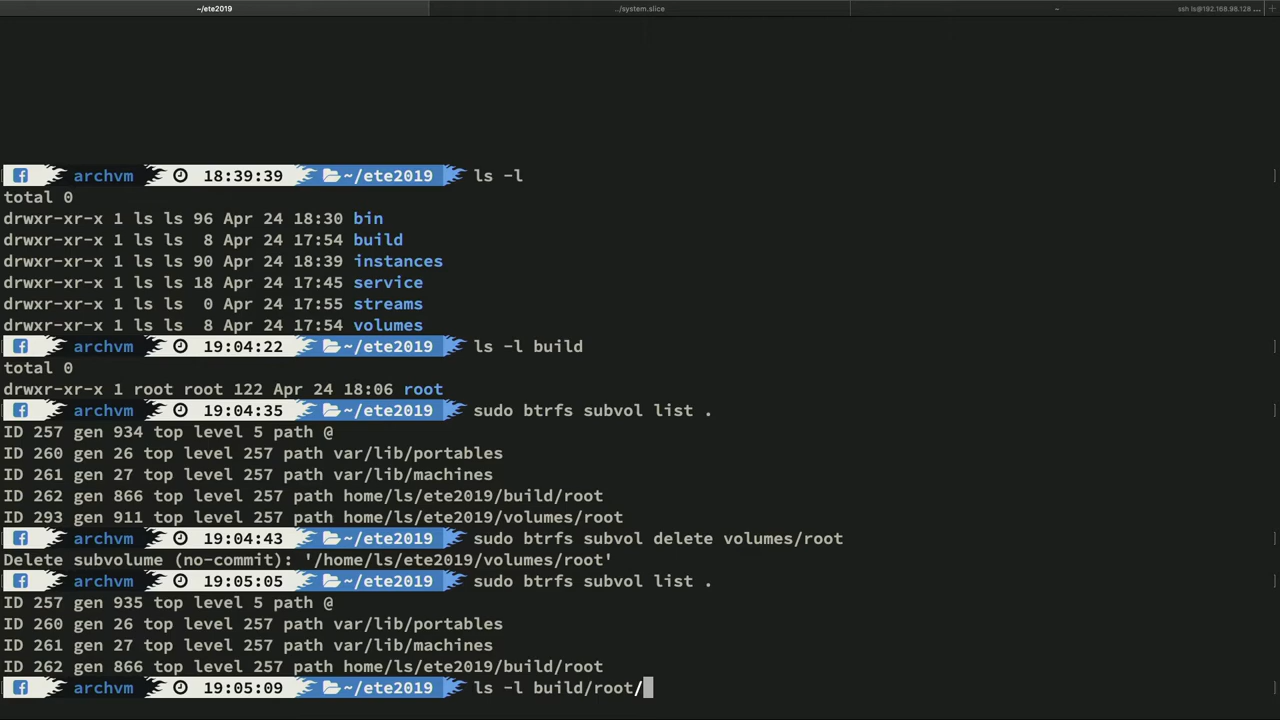 ~/ete2019 ../system.slice ~ ssh ls@192.168.98.128 ...
archvm 18:39:39 ~/ete2019 ls -l
total 0
drwxr-xr-x 1 ls ls 96 Apr 24 18:30 bin
drwxr-xr-x 1 ls ls  8 Apr 24 17:54 build
drwxr-xr-x 1 ls ls 90 Apr 24 18:39 instances
drwxr-xr-x 1 ls ls 18 Apr 24 17:45 service
drwxr-xr-x 1 ls ls  0 Apr 24 17:55 streams
drwxr-xr-x 1 ls ls  8 Apr 24 17:54 volumes
archvm 19:04:22 ~/ete2019 ls -l build
total 0
drwxr-xr-x 1 root root 122 Apr 24 18:06 root
archvm 19:04:35 ~/ete2019 sudo btrfs subvol list .
ID 257 gen 934 top level 5 path @
ID 260 gen 26 top level 257 path var/lib/portables
ID 261 gen 27 top level 257 path var/lib/machines
ID 262 gen 866 top level 257 path home/ls/ete2019/build/root
ID 293 gen 911 top level 257 path home/ls/ete2019/volumes/root
archvm 19:04:43 ~/ete2019 sudo btrfs subvol delete volumes/root
Delete subvolume (no-commit): '/home/ls/ete2019/volumes/root'
archvm 19:05:05 ~/ete2019 sudo btrfs subvol list .
ID 257 gen 935 top level 5 path @
ID 260 gen 26 top level 257 path var/lib/portables
ID 261 gen 27 top level 257 path var/lib/machines
ID 262 gen 866 top level 257 path home/ls/ete2019/build/root
archvm 19:05:09 ~/ete2019 ls -l build/root/